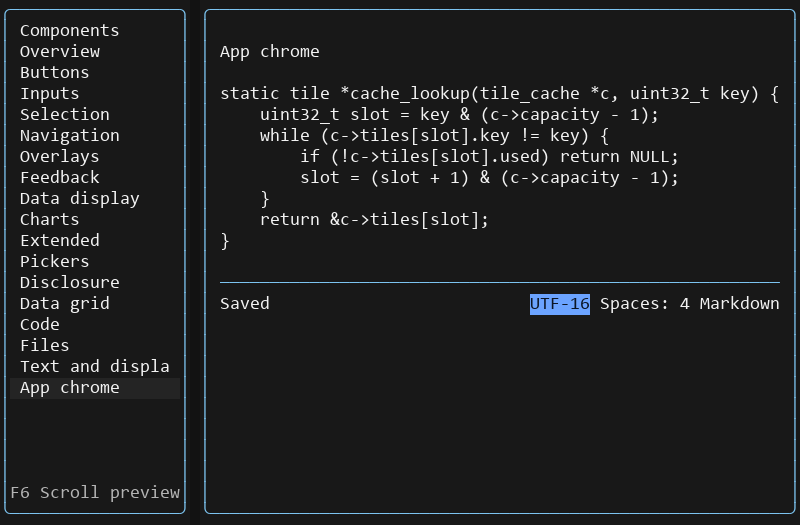 Components
Overview
Buttons
Inputs
Selection
Navigation
Overlays
Feedback
Data display
Charts
Extended
Pickers
Disclosure
Data grid
Code
Files
Text and displa
App chrome
F6 Scroll preview
App chrome
static tile *cache_lookup(tile_cache *c, uint32_t key) {
    uint32_t slot = key & (c->capacity - 1);
    while (c->tiles[slot].key != key) {
        if (!c->tiles[slot].used) return NULL;
        slot = (slot + 1) & (c->capacity - 1);
    }
    return &c->tiles[slot];
}
Saved UTF-16 Spaces: 4 Markdown